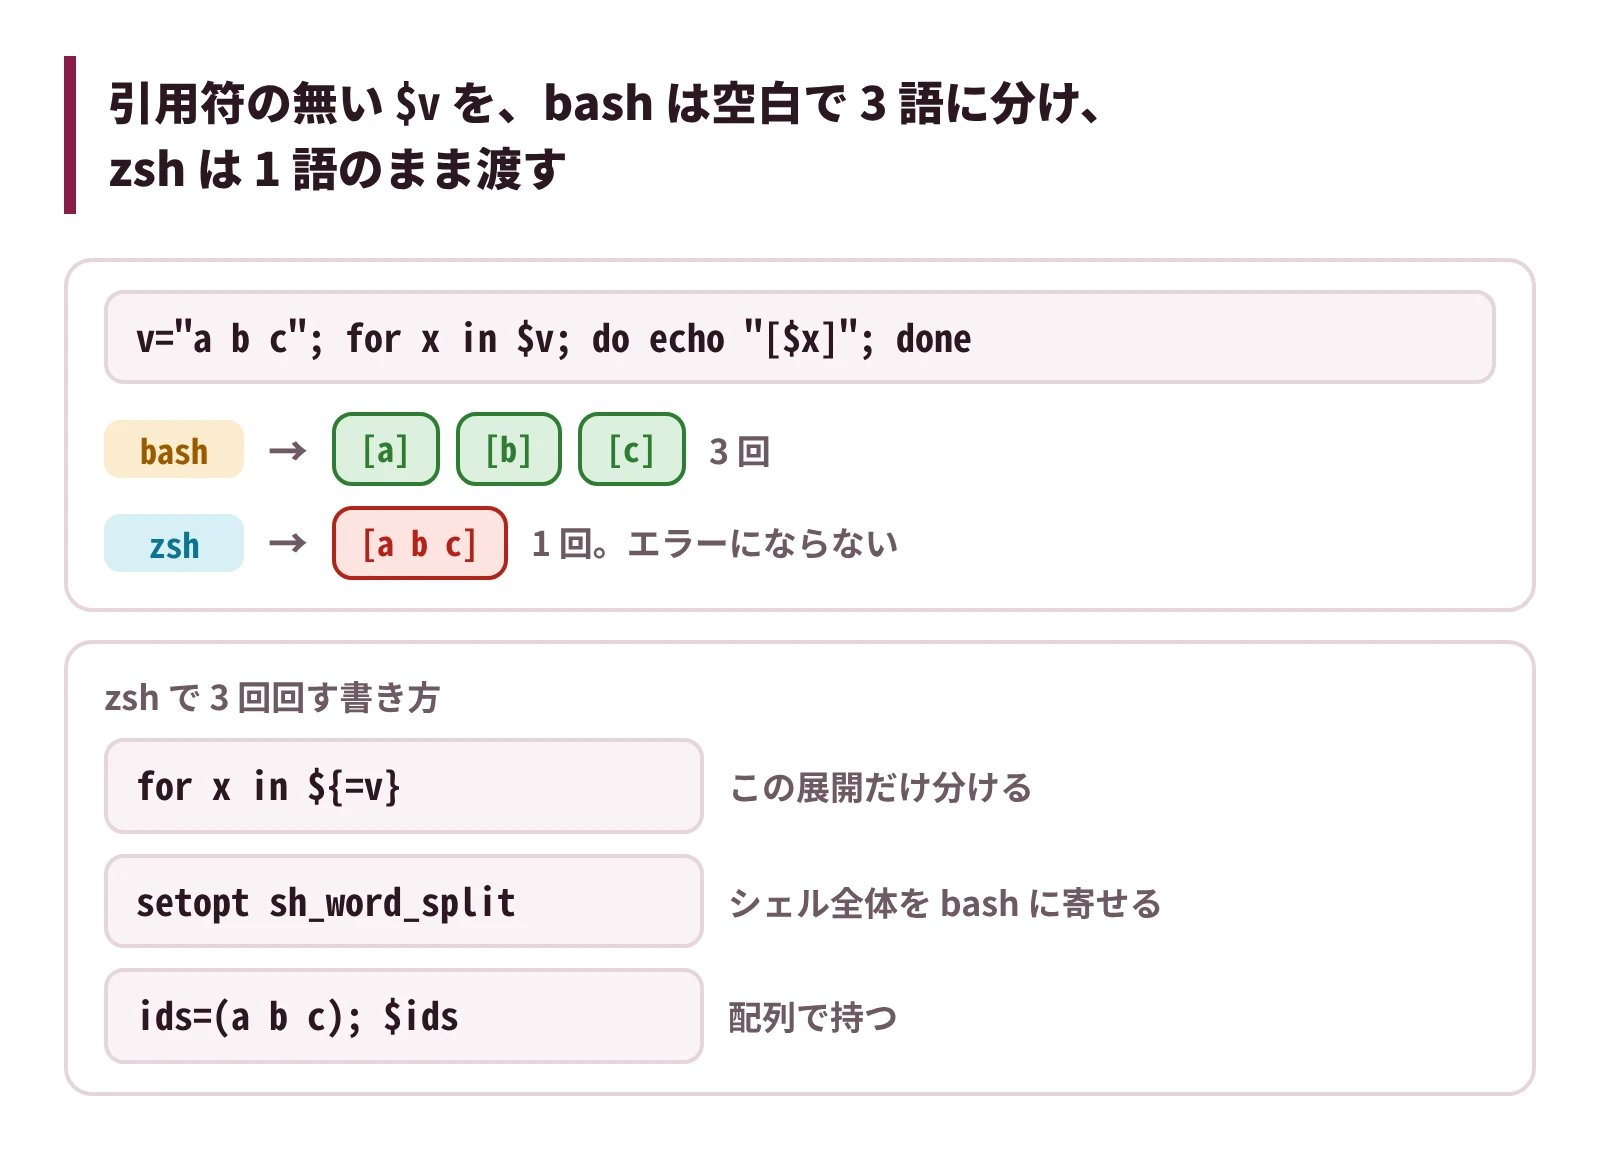 引用符の無い $v を、bash は空白で 3 語に分け、
zsh は 1 語のまま渡す
v="a b c"; for x in $v; do echo "[$x]"; done
bash → [a] [b] [c] 3 回
zsh → [a b c] 1 回。エラーにならない
zsh で 3 回回す書き方
for x in ${=v} この展開だけ分ける
setopt sh_word_split シェル全体を bash に寄せる
ids=(a b c); $ids 配列で持つ